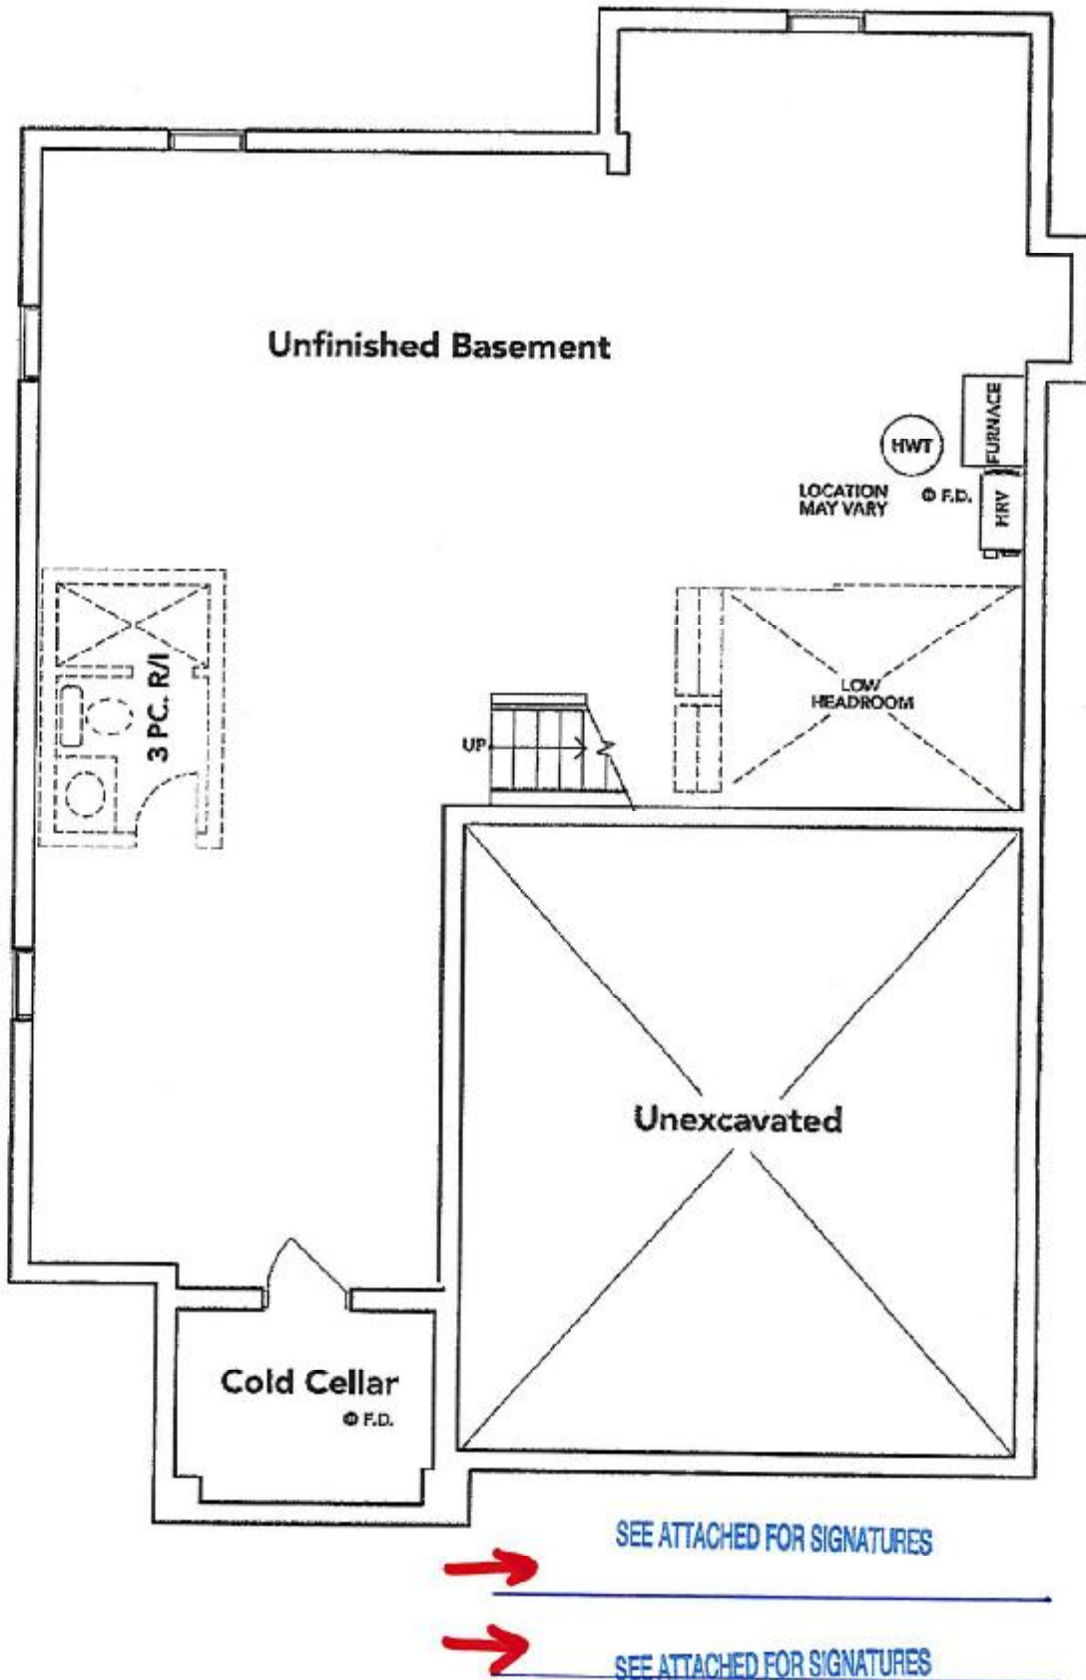 Unfinished Basement
FURNACE
HWT
LOCATION
MAY VARY
F.D.
HRV
3 PC. R/I
LOW
HEADROOM
UP
Unexcavated
Cold Cellar
F.D.
SEE ATTACHED FOR SIGNATURES
SEE ATTACHED FOR SIGNATURES